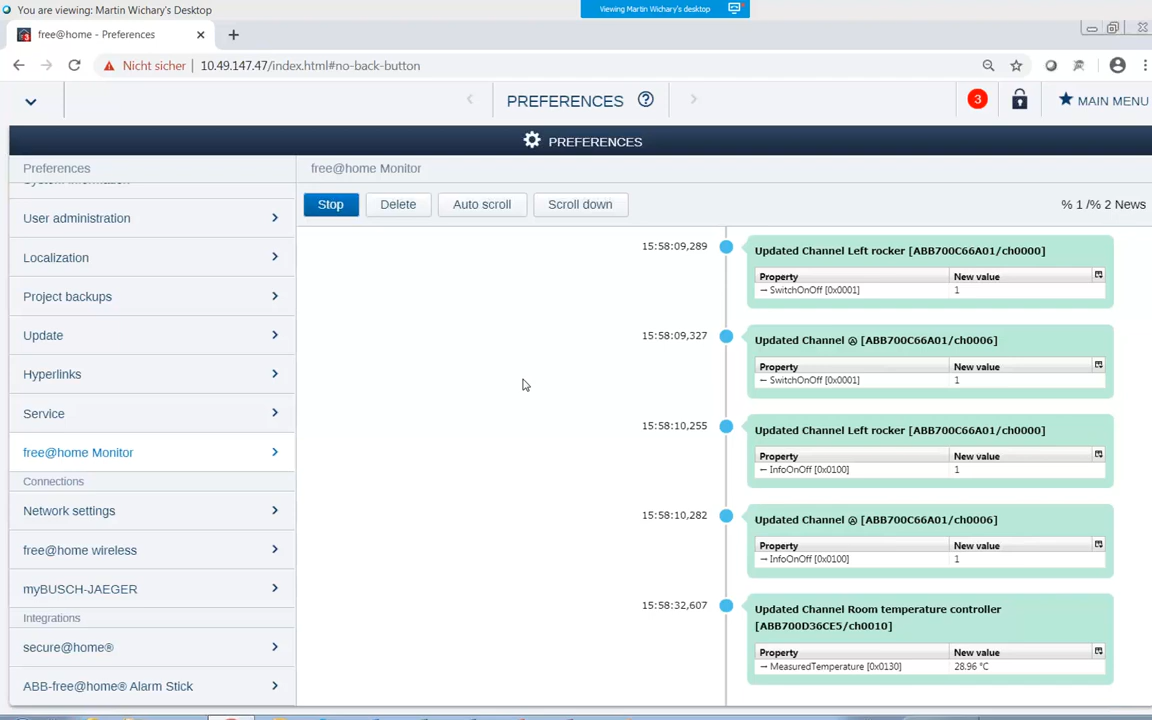 You are viewing: Martin Wichary's Desktop
Viewing Martin Wichary's desktop
free@home - Preferences
Nicht sicher 10.49.147.47/index.html#no-back-button
PREFERENCES
3
MAIN MENU
PREFERENCES
Preferences
free@home Monitor
Stop Delete Auto scroll Scroll down % 1 /% 2 News
User administration
Localization
Project backups
Update
Hyperlinks
Service
free@home Monitor
Connections
Network settings
free@home wireless
myBUSCH-JAEGER
Integrations
secure@home®
ABB-free@home® Alarm Stick
15:58:09,289
Updated Channel Left rocker [ABB700C66A01/ch0000]
Property New value
SwitchOnOff [0x0001] 1
15:58:09,327
Updated Channel [ABB700C66A01/ch0006]
Property New value
SwitchOnOff [0x0001] 1
15:58:10,255
Updated Channel Left rocker [ABB700C66A01/ch0000]
Property New value
InfoOnOff [0x0100] 1
15:58:10,282
Updated Channel [ABB700C66A01/ch0006]
Property New value
InfoOnOff [0x0100] 1
15:58:32,607
Updated Channel Room temperature controller
[ABB700D36CE5/ch0010]
Property New value
MeasuredTemperature [0x0130] 28.96 °C